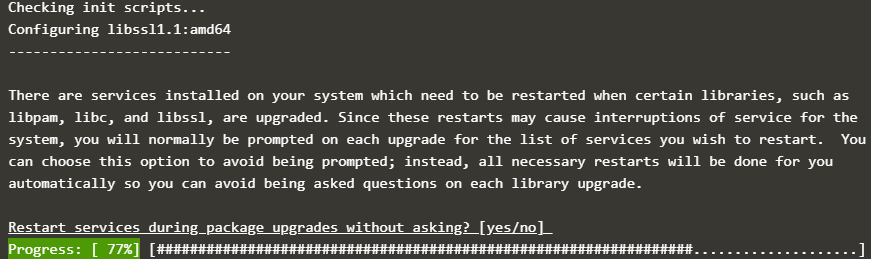 Checking init scripts...
Configuring libssl1.1:amd64
---------------------------
There are services installed on your system which need to be restarted when certain libraries, such as
libpam, libc, and libssl, are upgraded. Since these restarts may cause interruptions of service for the
system, you will normally be prompted on each upgrade for the list of services you wish to restart.  You
can choose this option to avoid being prompted; instead, all necessary restarts will be done for you
automatically so you can avoid being asked questions on each library upgrade.
Restart services during package upgrades without asking? [yes/no]
Progress: [ 77%] [#################################################################....................]